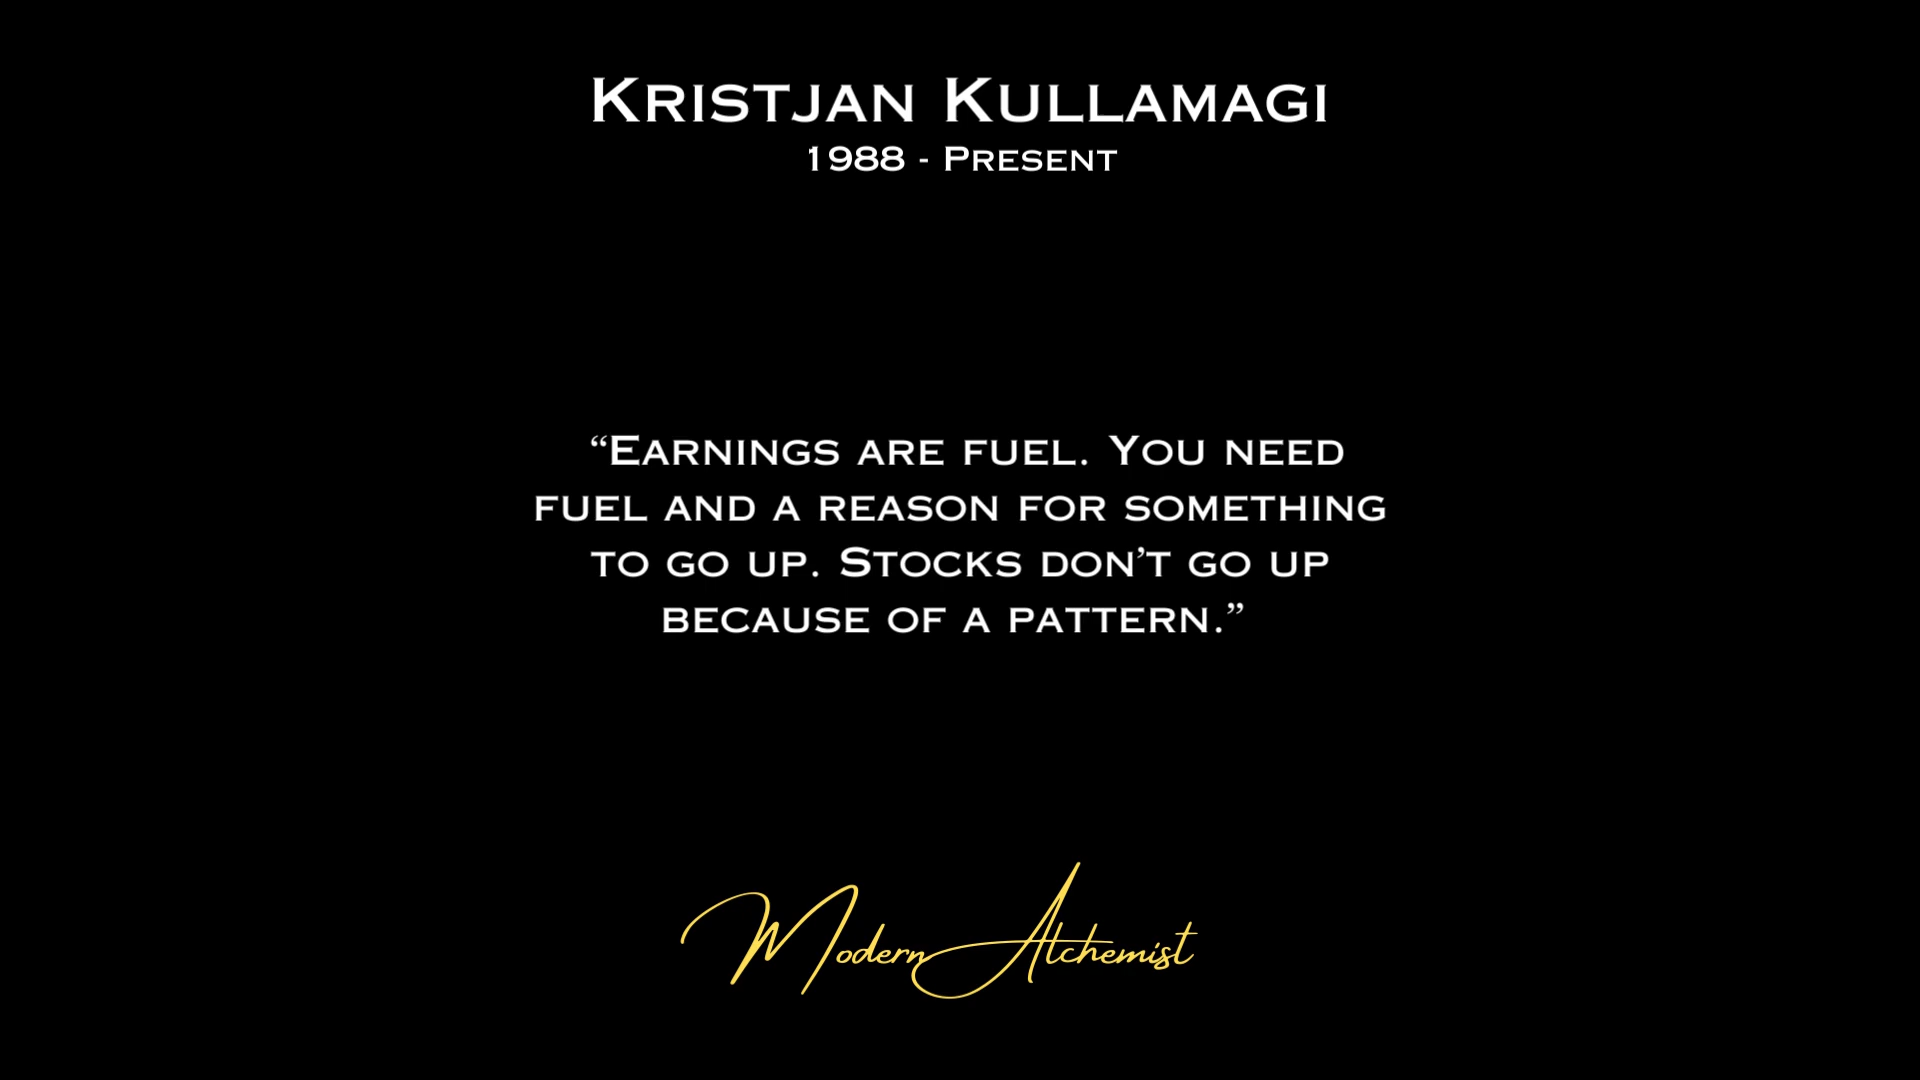 Kristjan Kullamagi
1988 - Present
“Earnings are fuel. You need
fuel and a reason for something
to go up. Stocks don’t go up
because of a pattern.”
Modern Alchemist